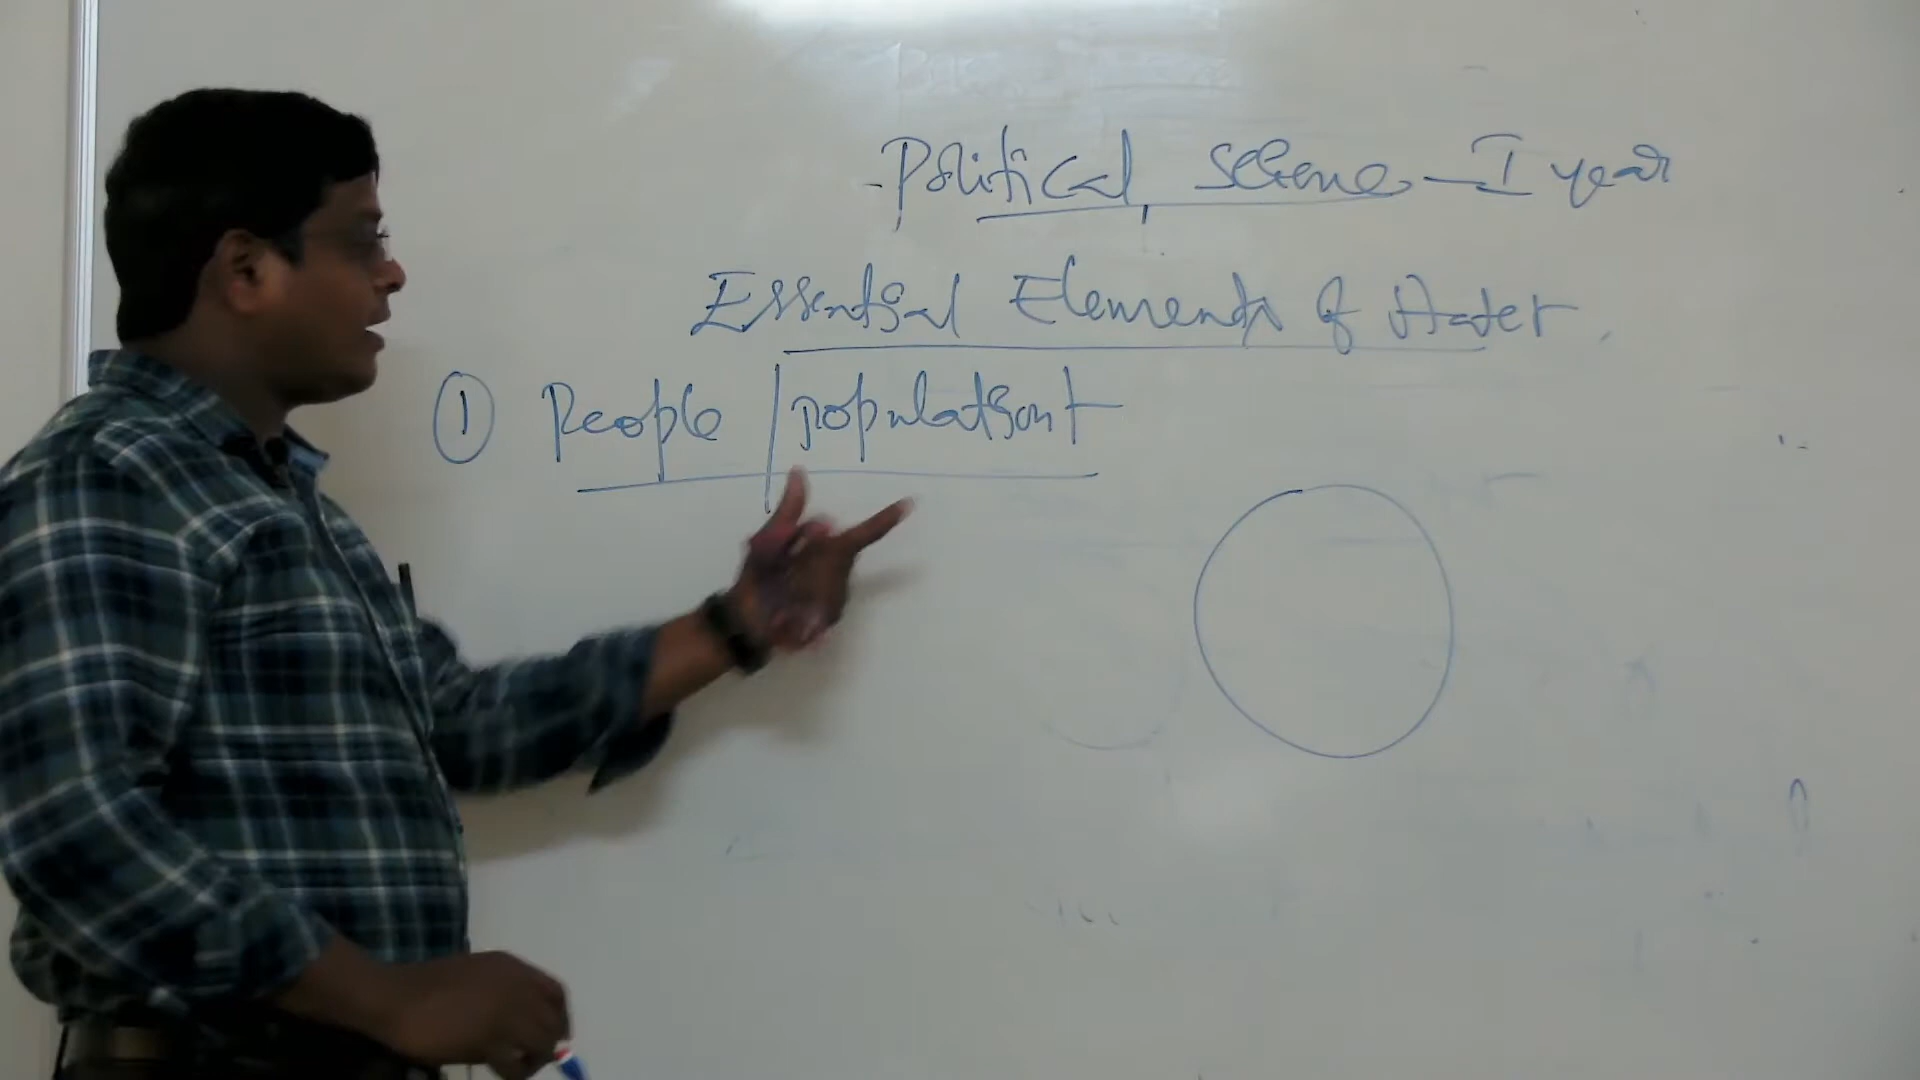 Political Science - I year
Essential Elements of State
① People / population